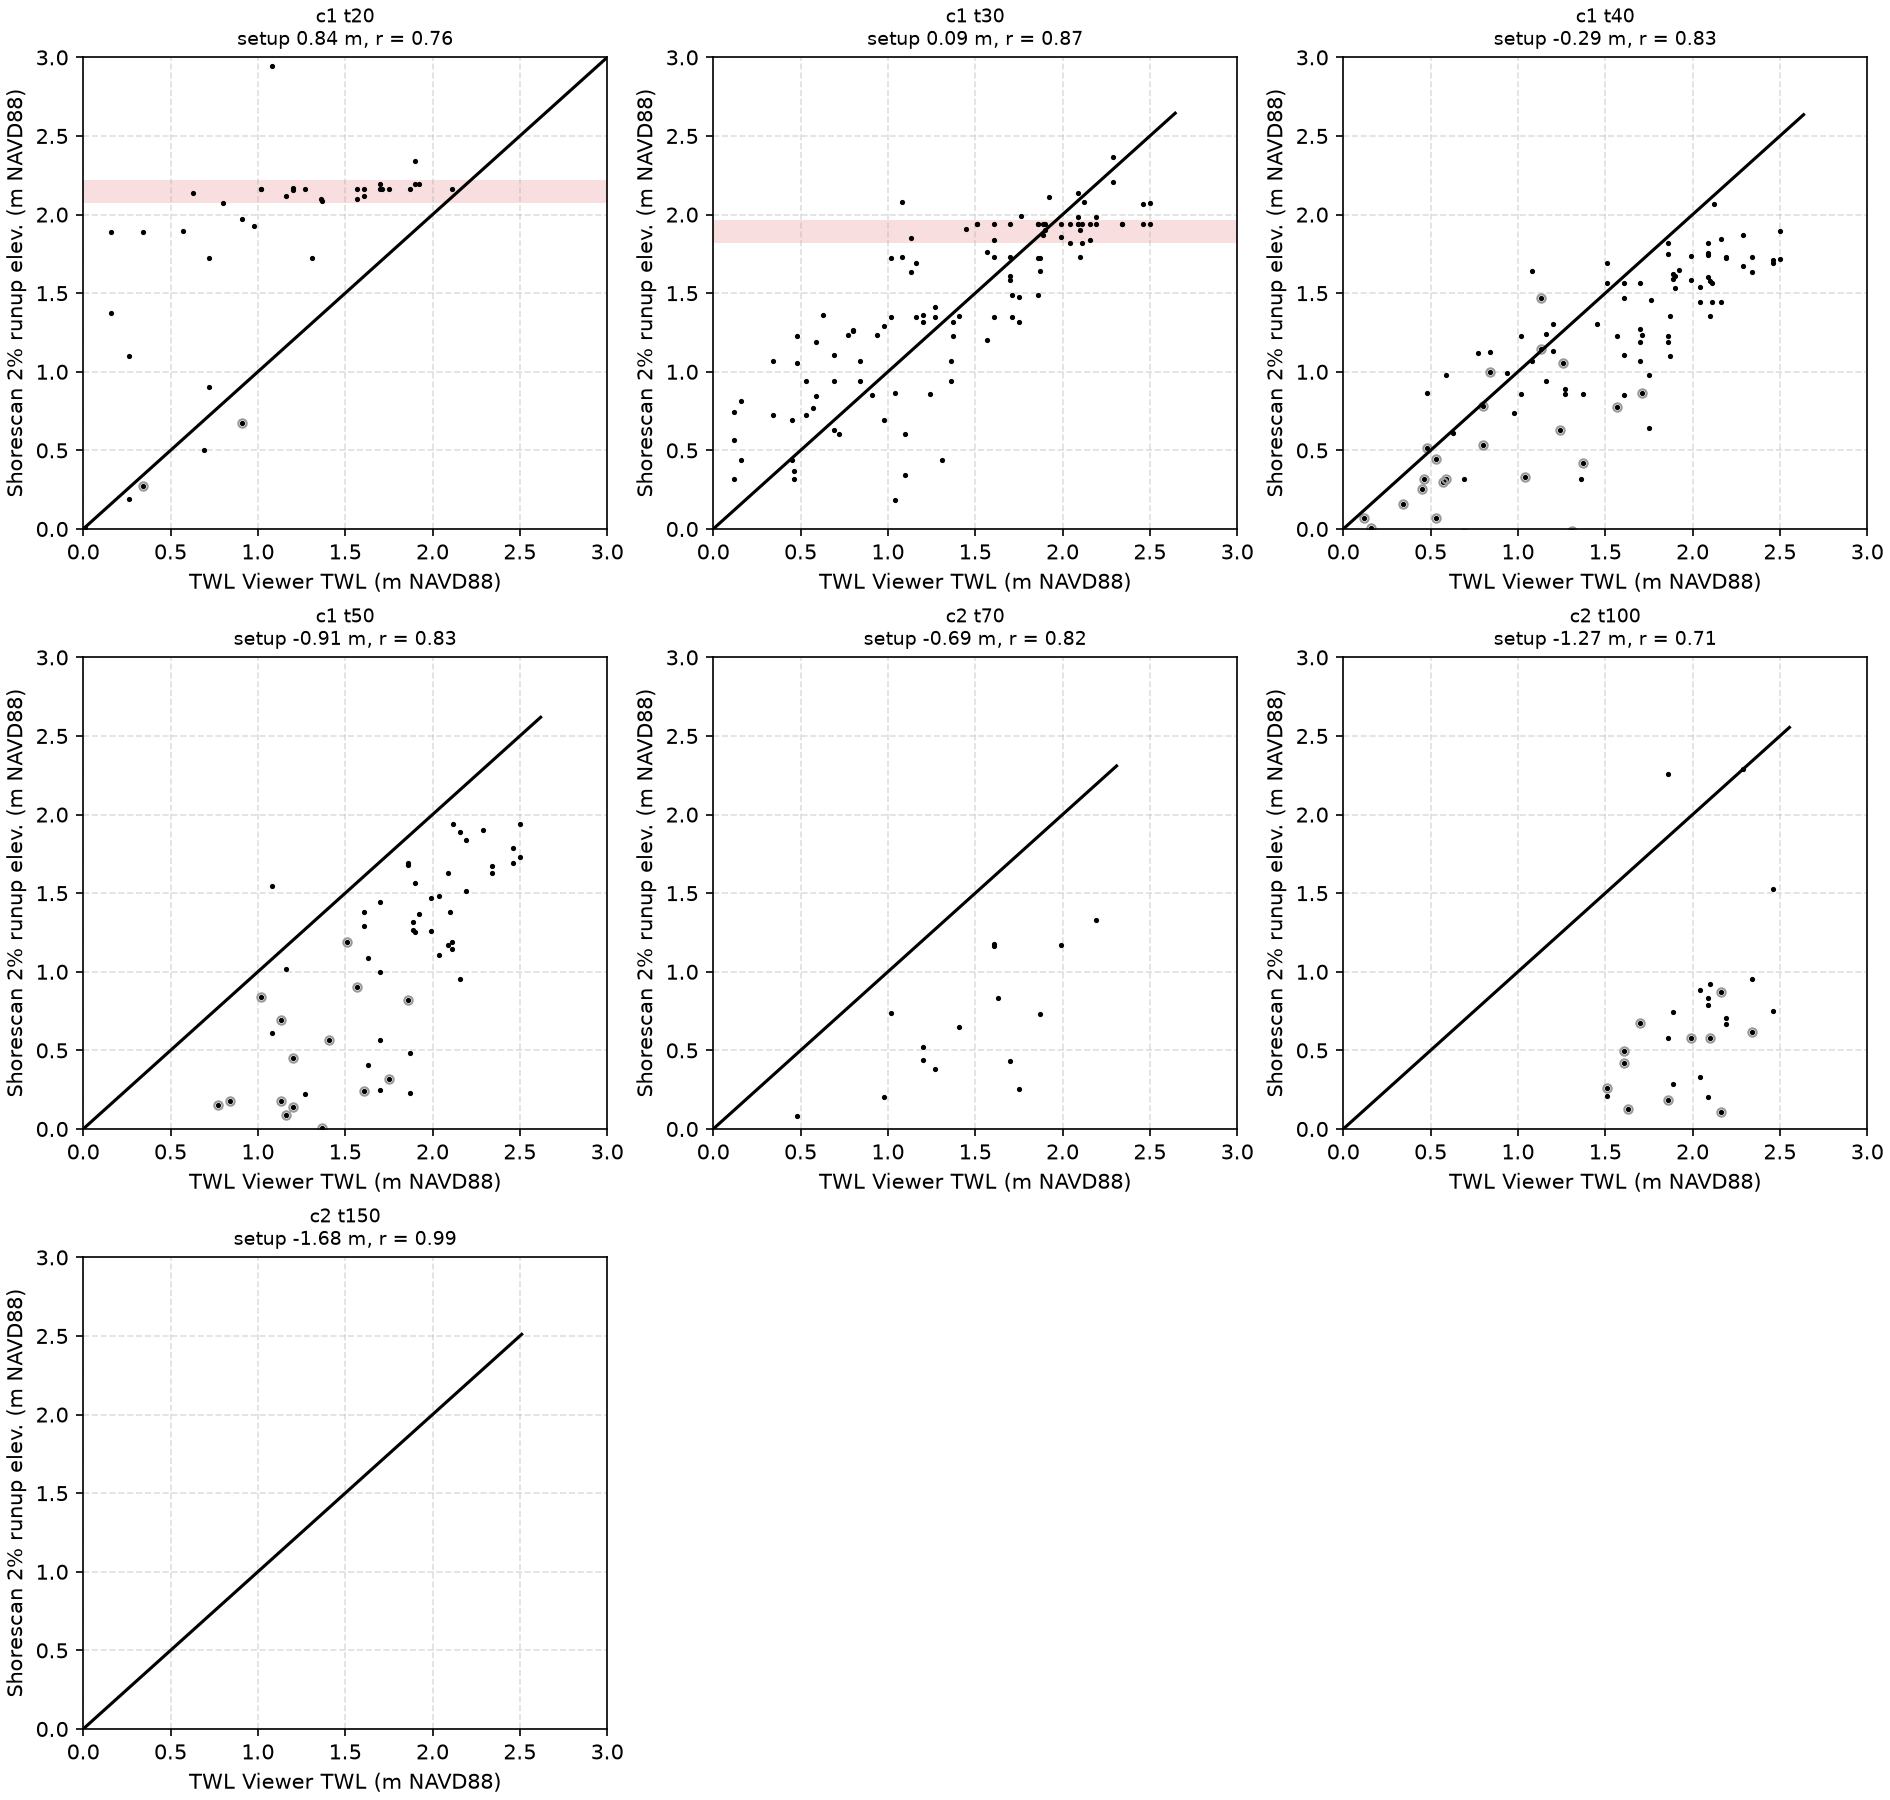 c1 t20
setup 0.84 m, r = 0.76
Shorescan 2% runup elev. (m NAVD88)
3.0
2.5
2.0
1.5
1.0
0.5
0.0
0.0 0.5 1.0 1.5 2.0 2.5 3.0
TWL Viewer TWL (m NAVD88)
c1 t30
setup 0.09 m, r = 0.87
Shorescan 2% runup elev. (m NAVD88)
3.0
2.5
2.0
1.5
1.0
0.5
0.0
0.0 0.5 1.0 1.5 2.0 2.5 3.0
TWL Viewer TWL (m NAVD88)
c1 t40
setup -0.29 m, r = 0.83
Shorescan 2% runup elev. (m NAVD88)
3.0
2.5
2.0
1.5
1.0
0.5
0.0
0.0 0.5 1.0 1.5 2.0 2.5 3.0
TWL Viewer TWL (m NAVD88)
c1 t50
setup -0.91 m, r = 0.83
Shorescan 2% runup elev. (m NAVD88)
3.0
2.5
2.0
1.5
1.0
0.5
0.0
0.0 0.5 1.0 1.5 2.0 2.5 3.0
TWL Viewer TWL (m NAVD88)
c2 t70
setup -0.69 m, r = 0.82
Shorescan 2% runup elev. (m NAVD88)
3.0
2.5
2.0
1.5
1.0
0.5
0.0
0.0 0.5 1.0 1.5 2.0 2.5 3.0
TWL Viewer TWL (m NAVD88)
c2 t100
setup -1.27 m, r = 0.71
Shorescan 2% runup elev. (m NAVD88)
3.0
2.5
2.0
1.5
1.0
0.5
0.0
0.0 0.5 1.0 1.5 2.0 2.5 3.0
TWL Viewer TWL (m NAVD88)
c2 t150
setup -1.68 m, r = 0.99
Shorescan 2% runup elev. (m NAVD88)
3.0
2.5
2.0
1.5
1.0
0.5
0.0
0.0 0.5 1.0 1.5 2.0 2.5 3.0
TWL Viewer TWL (m NAVD88)